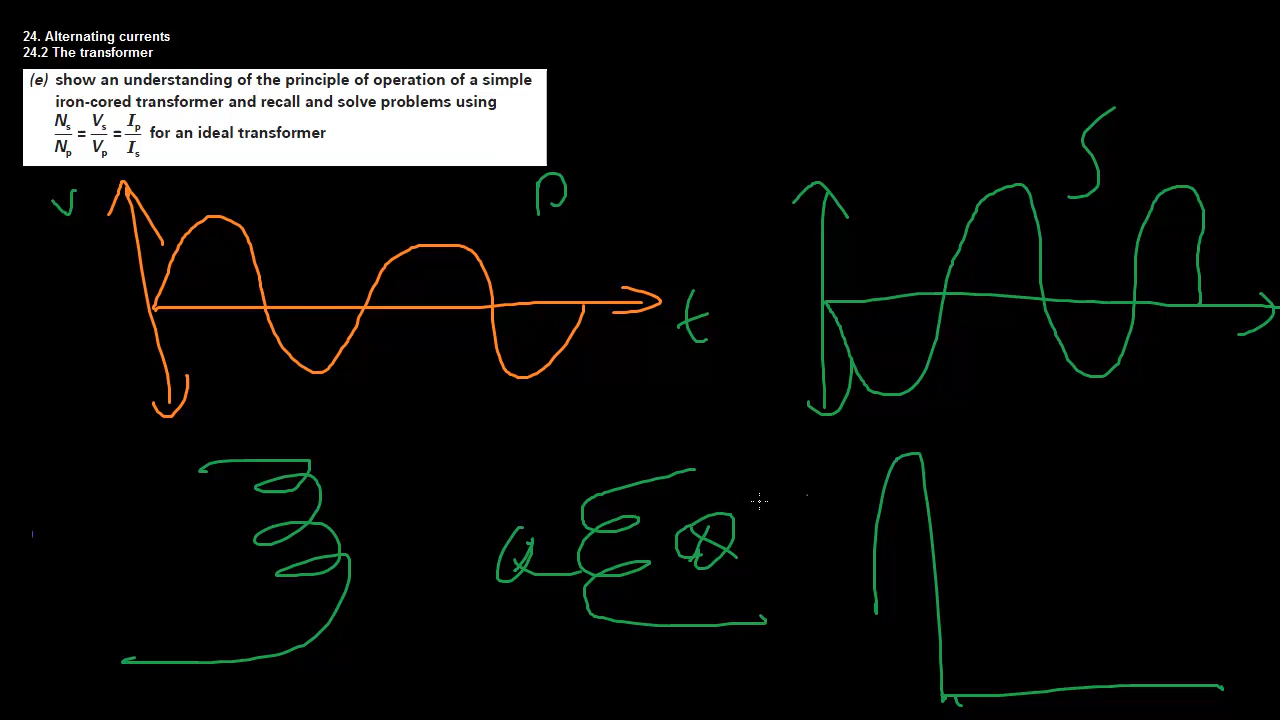 24. Alternating currents
24.2 The transformer
(e) show an understanding of the principle of operation of a simple
iron-cored transformer and recall and solve problems using
Ns/Np = Vs/Vp = Ip/Is for an ideal transformer
V
P
S
t